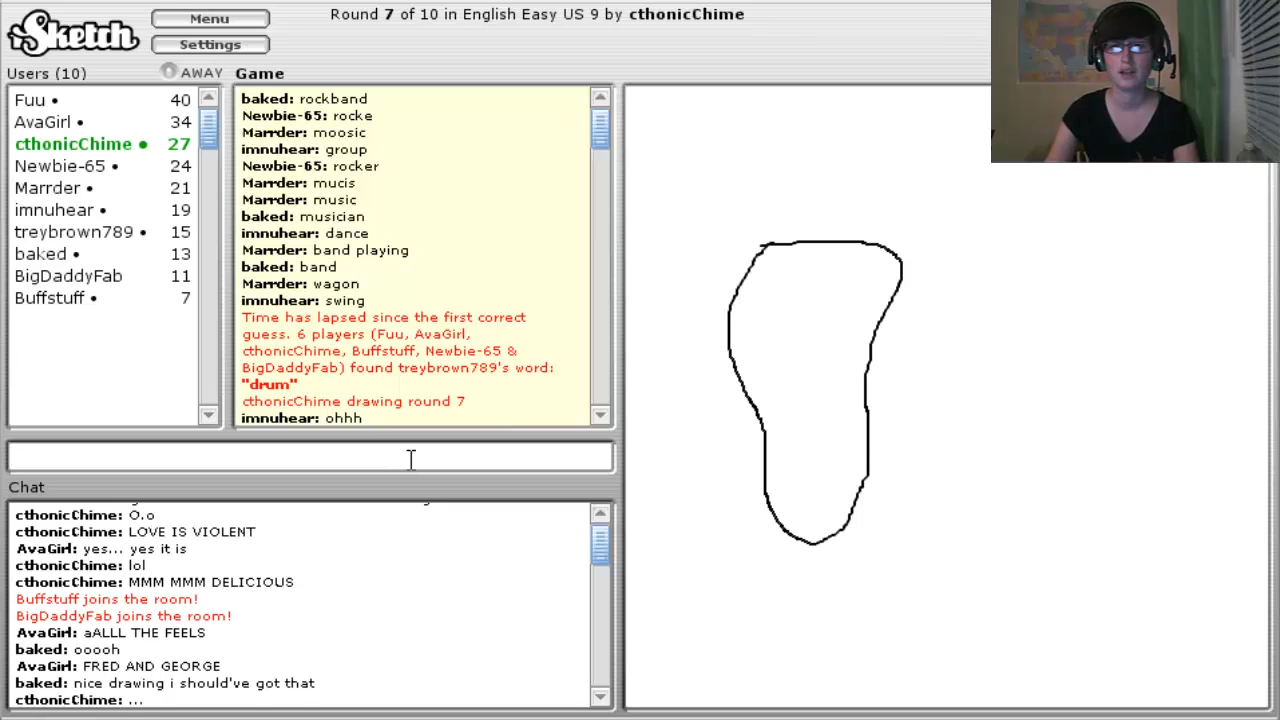 iSketch
Menu
Settings
Round 7 of 10 in English Easy US 9 by cthonicChime
Users (10)
AWAY
Game
Fuu • 40
AvaGirl • 34
cthonicChime • 27
Newbie-65 • 24
Marrder • 21
imnuhear • 19
treybrown789 • 15
baked • 13
BigDaddyFab 11
Buffstuff • 7
baked: rockband
Newbie-65: rocke
Marrder: moosic
imnuhear: group
Newbie-65: rocker
Marrder: mucis
Marrder: music
baked: musician
imnuhear: dance
Marrder: band playing
baked: band
Marrder: wagon
imnuhear: swing
Time has lapsed since the first correct
guess. 6 players (Fuu, AvaGirl,
cthonicChime, Buffstuff, Newbie-65 &
BigDaddyFab) found treybrown789's word:
"drum"
cthonicChime drawing round 7
imnuhear: ohhh
Chat
cthonicChime: O.o
cthonicChime: LOVE IS VIOLENT
AvaGirl: yes... yes it is
cthonicChime: lol
cthonicChime: MMM MMM DELICIOUS
Buffstuff joins the room!
BigDaddyFab joins the room!
AvaGirl: aALLL THE FEELS
baked: ooooh
AvaGirl: FRED AND GEORGE
baked: nice drawing i should've got that
cthonicChime: ...